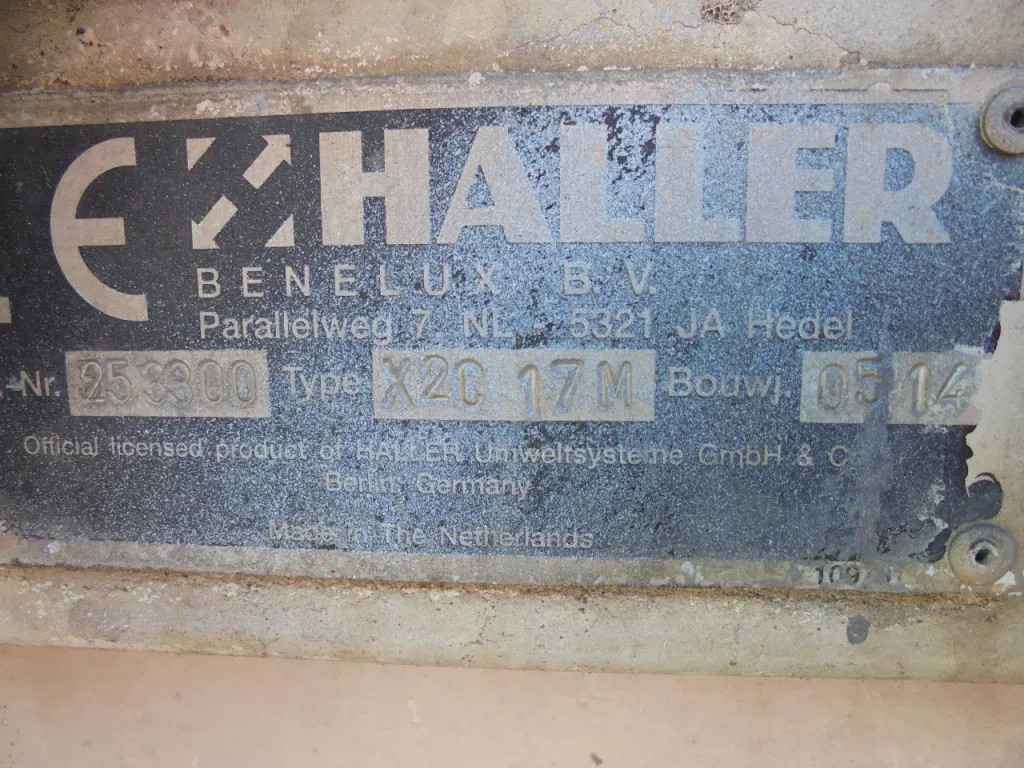 CE HALLER
BENELUX B.V.
Parallelweg 7 NL 5321 JA Hedel
Nr. 253300 Type X2C 17M Bouwj. 05 14
Official licensed product of HALLER Umweltsysteme GmbH &
Berlin, Germany
Made in The Netherlands